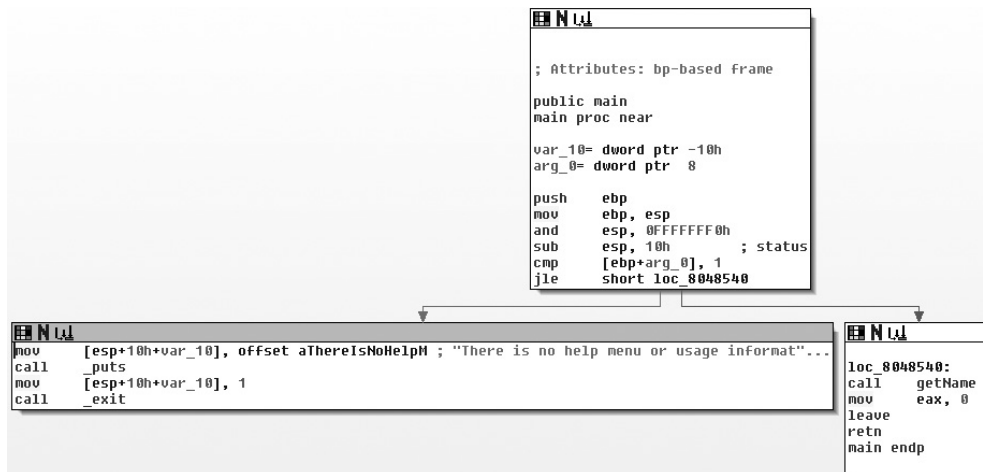 ; Attributes: bp-based frame
public main
main proc near
var_10= dword ptr -10h
arg_0= dword ptr  8
push    ebp
mov     ebp, esp
and     esp, 0FFFFFFF0h
sub     esp, 10h        ; status
cmp     [ebp+arg_0], 1
jle     short loc_8048540
mov     [esp+10h+var_10], offset aThereIsNoHelpM ; "There is no help menu or usage informat"...
call    _puts
mov     [esp+10h+var_10], 1
call    _exit
loc_8048540:
call    getName
mov     eax, 0
leave
retn
main endp